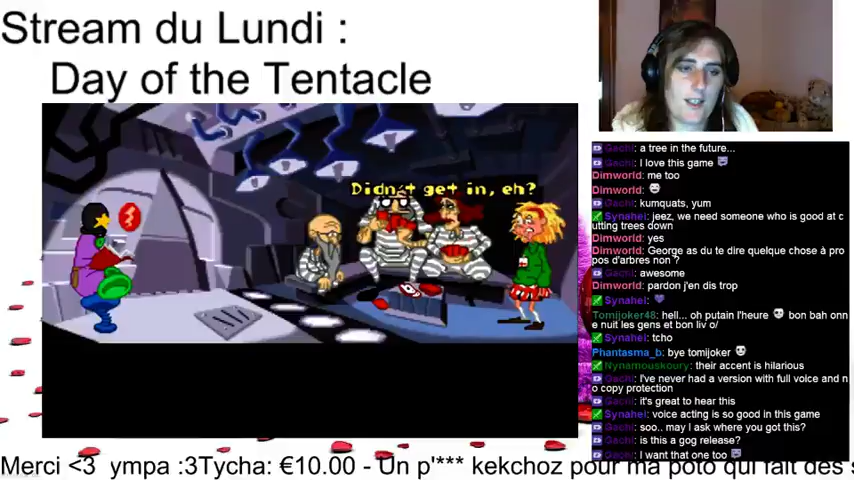 Stream du Lundi :
Day of the Tentacle
Didn't get in, eh?
Gachi: a tree in the future...
Gachi: I love this game
Dimworld: me too
Dimworld:
Gachi: kumquats, yum
Synahei: jeez, we need someone who is good at c
utting trees down
Dimworld: yes
Dimworld: George as du te dire quelque chose à pro
pos d'arbres non ?
Gachi: awesome
Dimworld: pardon j'en dis trop
Synahei:
Tomijoker48: hell... oh putain l'heure bon bah onn
e nuit les gens et bon liv o/
Synahei: tcho
Phantasma_b: bye tomijoker
Nynamouskoury: their accent is hilarious
Gachi: I've never had a version with full voice and n
o copy protection
Gachi: it's great to hear this
Synahei: voice acting is so good in this game
Gachi: soo.. may I ask where you got this?
Gachi: is this a gog release?
Gachi: I want that one too
Merci <3 ympa :3Tycha: €10.00 - Un p'*** kekchoz pour ma poto qui fait des s